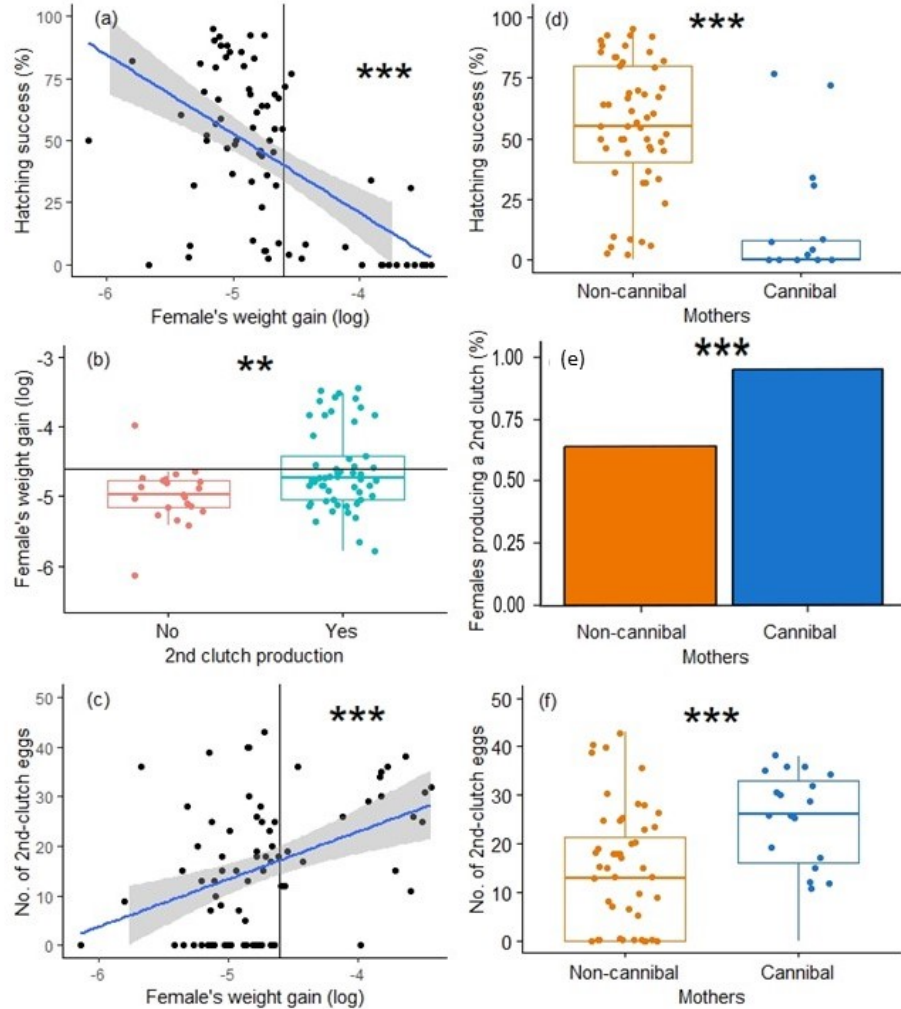 (a)
***
Hatching success (%)
100
75
50
25
0
-6
-5
-4
Female's weight gain (log)
(d)
***
Hatching success (%)
100
75
50
25
0
Non-cannibal
Cannibal
Mothers
(b)
**
Female's weight gain (log)
-3
-4
-5
-6
No
Yes
2nd clutch production
(e)
***
Females producing a 2nd clutch (%)
1.00
0.75
0.50
0.25
0.00
Non-cannibal
Cannibal
Mothers
(c)
***
No. of 2nd-clutch eggs
50
40
30
20
10
0
-6
-5
-4
Female's weight gain (log)
(f)
***
No. of 2nd-clutch eggs
50
40
30
20
10
0
Non-cannibal
Cannibal
Mothers